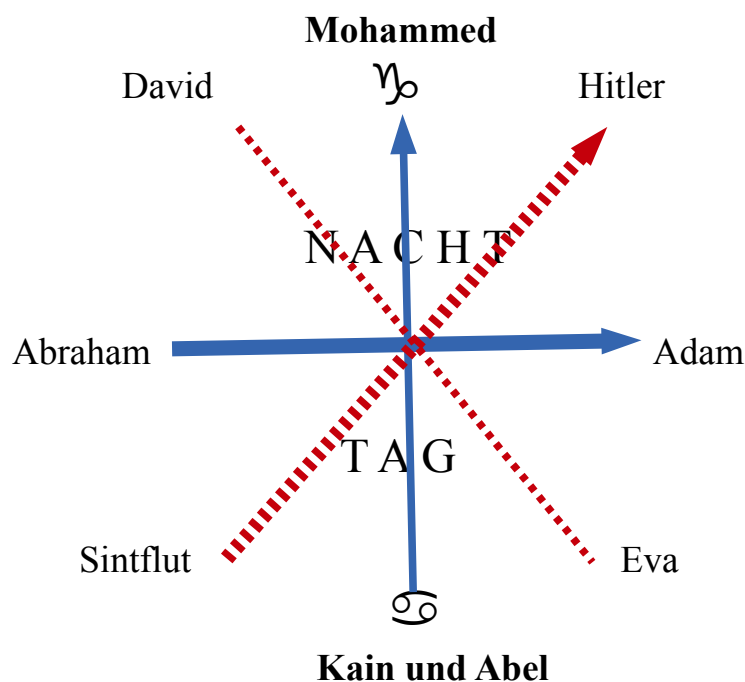 Mohammed
♑
David
Hitler
NACHT
Abraham
Adam
TAG
Sintflut
Eva
♋
Kain und Abel